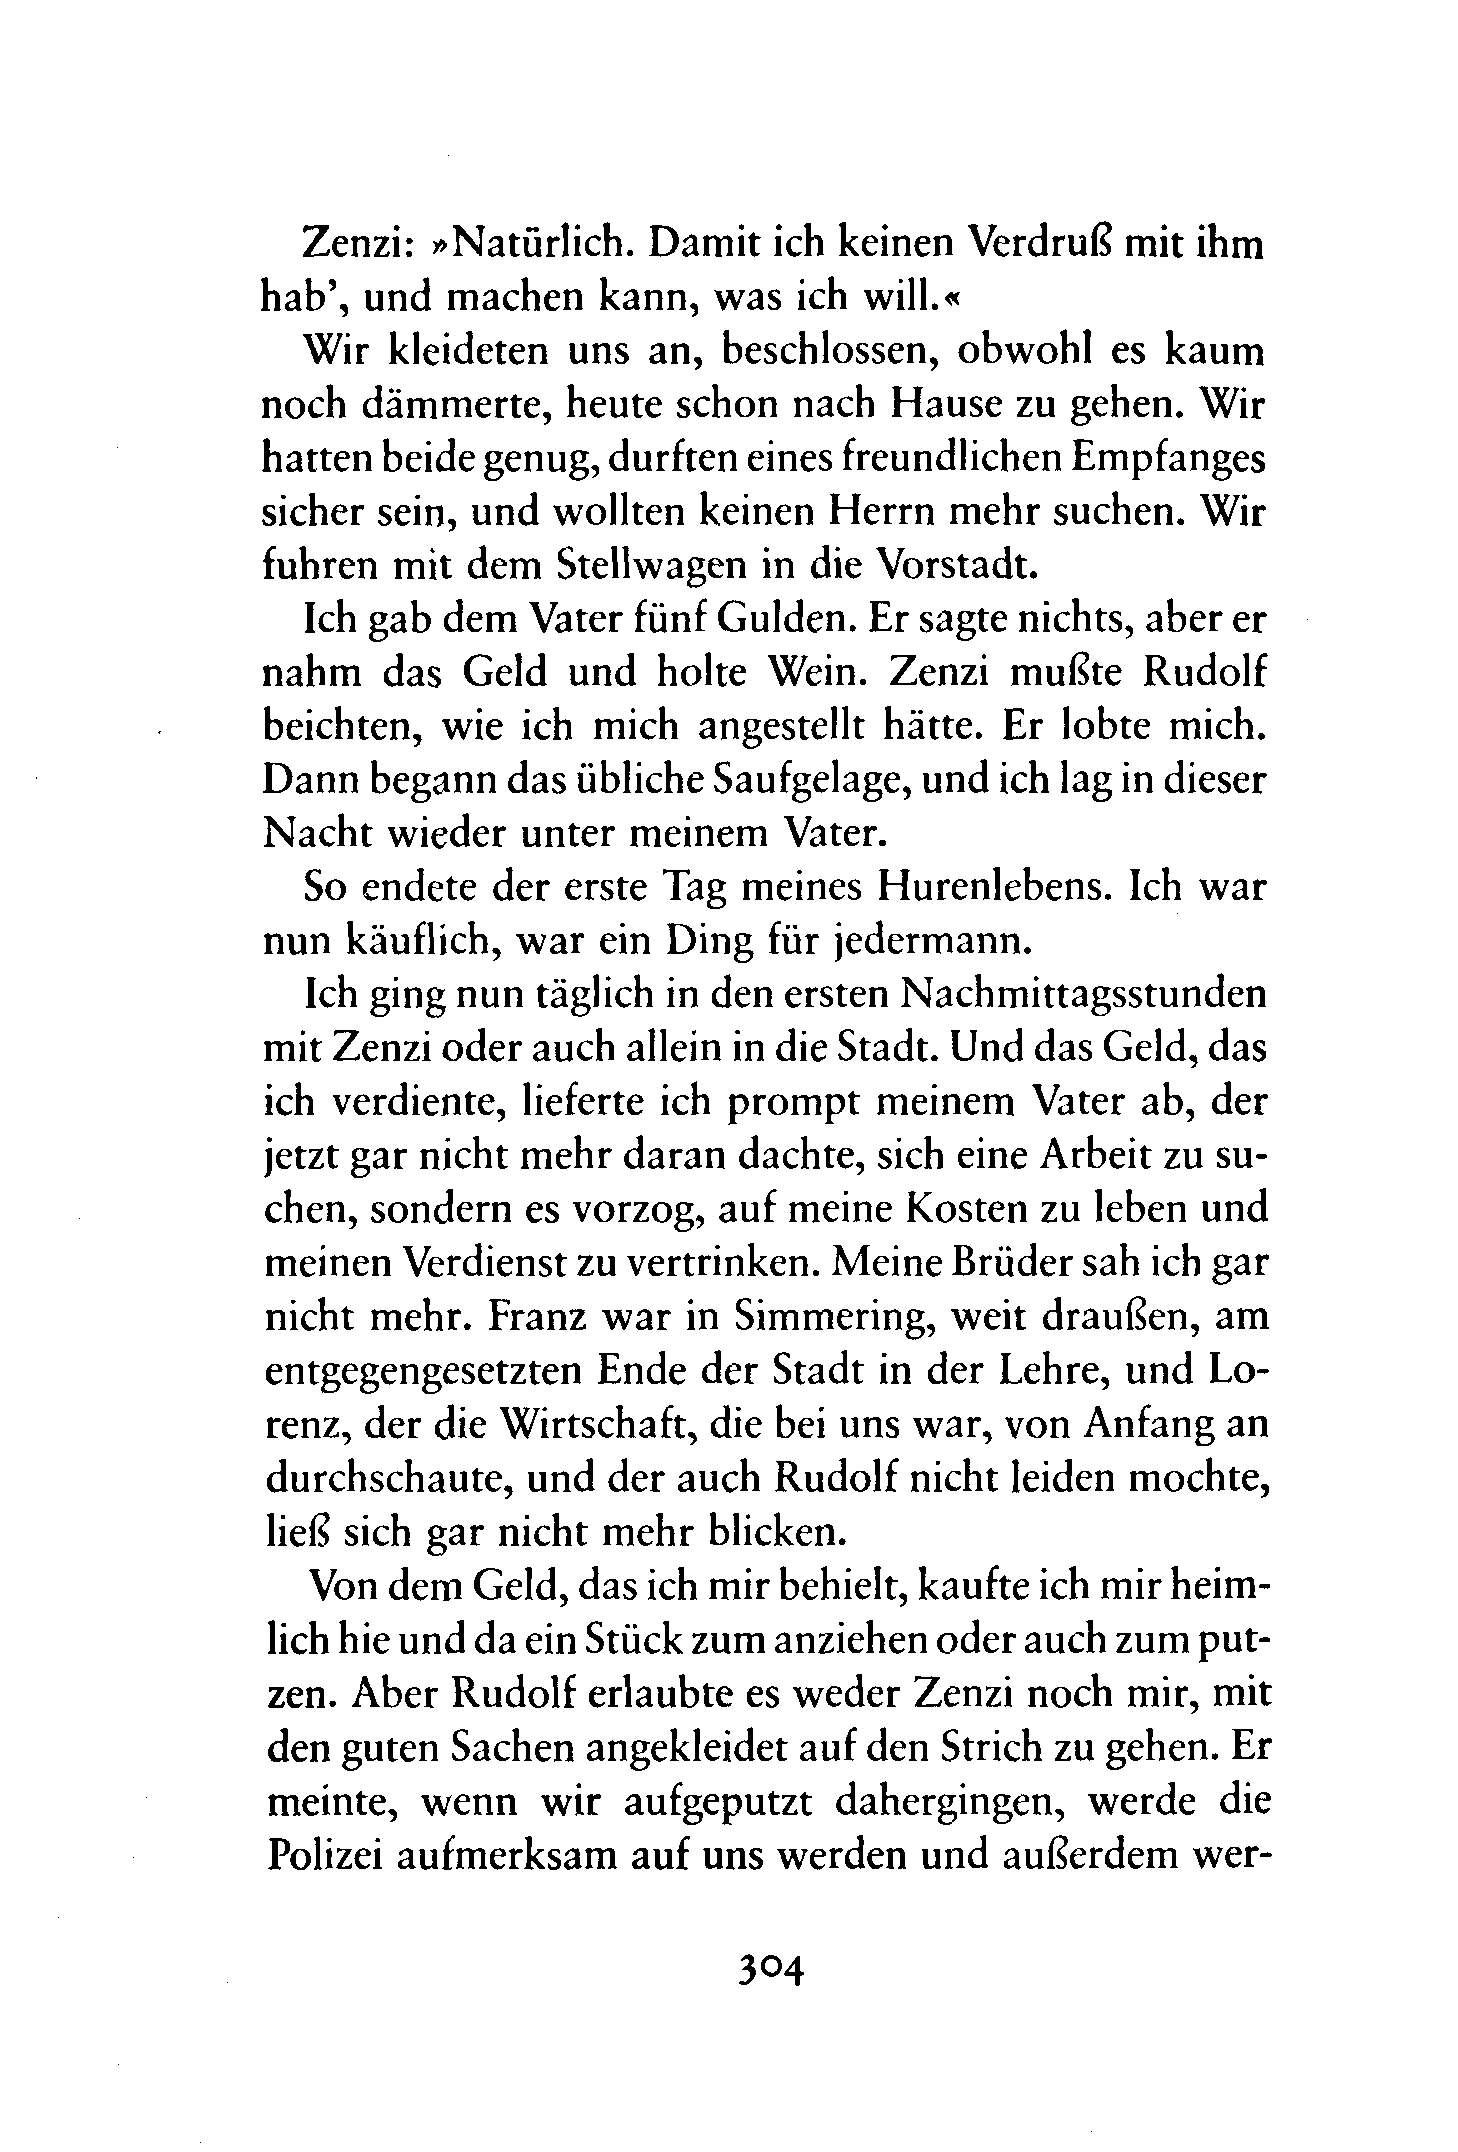 Zenzi: »Natürlich. Damit ich keinen Verdruß mit ihm
hab’, und machen kann, was ich will.«
Wir kleideten uns an, beschlossen, obwohl es kaum
noch dämmerte, heute schon nach Hause zu gehen. Wir
hatten beide genug, durften eines freundlichen Empfanges
sicher sein, und wollten keinen Herrn mehr suchen. Wir
fuhren mit dem Stellwagen in die Vorstadt.
Ich gab dem Vater fünf Gulden. Er sagte nichts, aber er
nahm das Geld und holte Wein. Zenzi mußte Rudolf
beichten, wie ich mich angestellt hätte. Er lobte mich.
Dann begann das übliche Saufgelage, und ich lag in dieser
Nacht wieder unter meinem Vater.
So endete der erste Tag meines Hurenlebens. Ich war
nun käuflich, war ein Ding für jedermann.
Ich ging nun täglich in den ersten Nachmittagsstunden
mit Zenzi oder auch allein in die Stadt. Und das Geld, das
ich verdiente, lieferte ich prompt meinem Vater ab, der
jetzt gar nicht mehr daran dachte, sich eine Arbeit zu su-
chen, sondern es vorzog, auf meine Kosten zu leben und
meinen Verdienst zu vertrinken. Meine Brüder sah ich gar
nicht mehr. Franz war in Simmering, weit draußen, am
entgegengesetzten Ende der Stadt in der Lehre, und Lo-
renz, der die Wirtschaft, die bei uns war, von Anfang an
durchschaute, und der auch Rudolf nicht leiden mochte,
ließ sich gar nicht mehr blicken.
Von dem Geld, das ich mir behielt, kaufte ich mir heim-
lich hie und da ein Stück zum anziehen oder auch zum put-
zen. Aber Rudolf erlaubte es weder Zenzi noch mir, mit
den guten Sachen angekleidet auf den Strich zu gehen. Er
meinte, wenn wir aufgeputzt dahergingen, werde die
Polizei aufmerksam auf uns werden und außerdem wer-
304